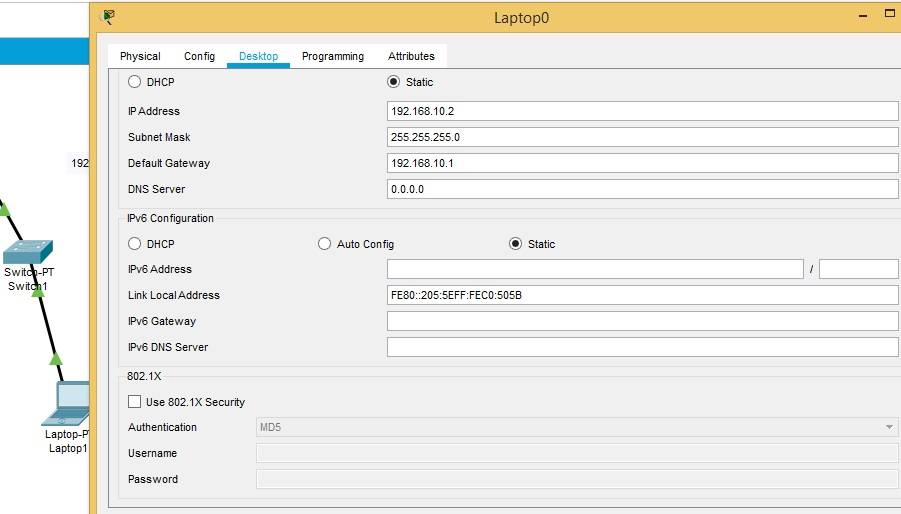 Laptop0
Physical Config Desktop Programming Attributes
DHCP Static
IP Address 192.168.10.2
Subnet Mask 255.255.255.0
Default Gateway 192.168.10.1
DNS Server 0.0.0.0
192
IPv6 Configuration
DHCP Auto Config Static
IPv6 Address /
Link Local Address FE80::205:5EFF:FEC0:505B
IPv6 Gateway
IPv6 DNS Server
Switch-PT
Switch1
802.1X
Use 802.1X Security
Authentication MD5
Username
Password
Laptop-P
Laptop1